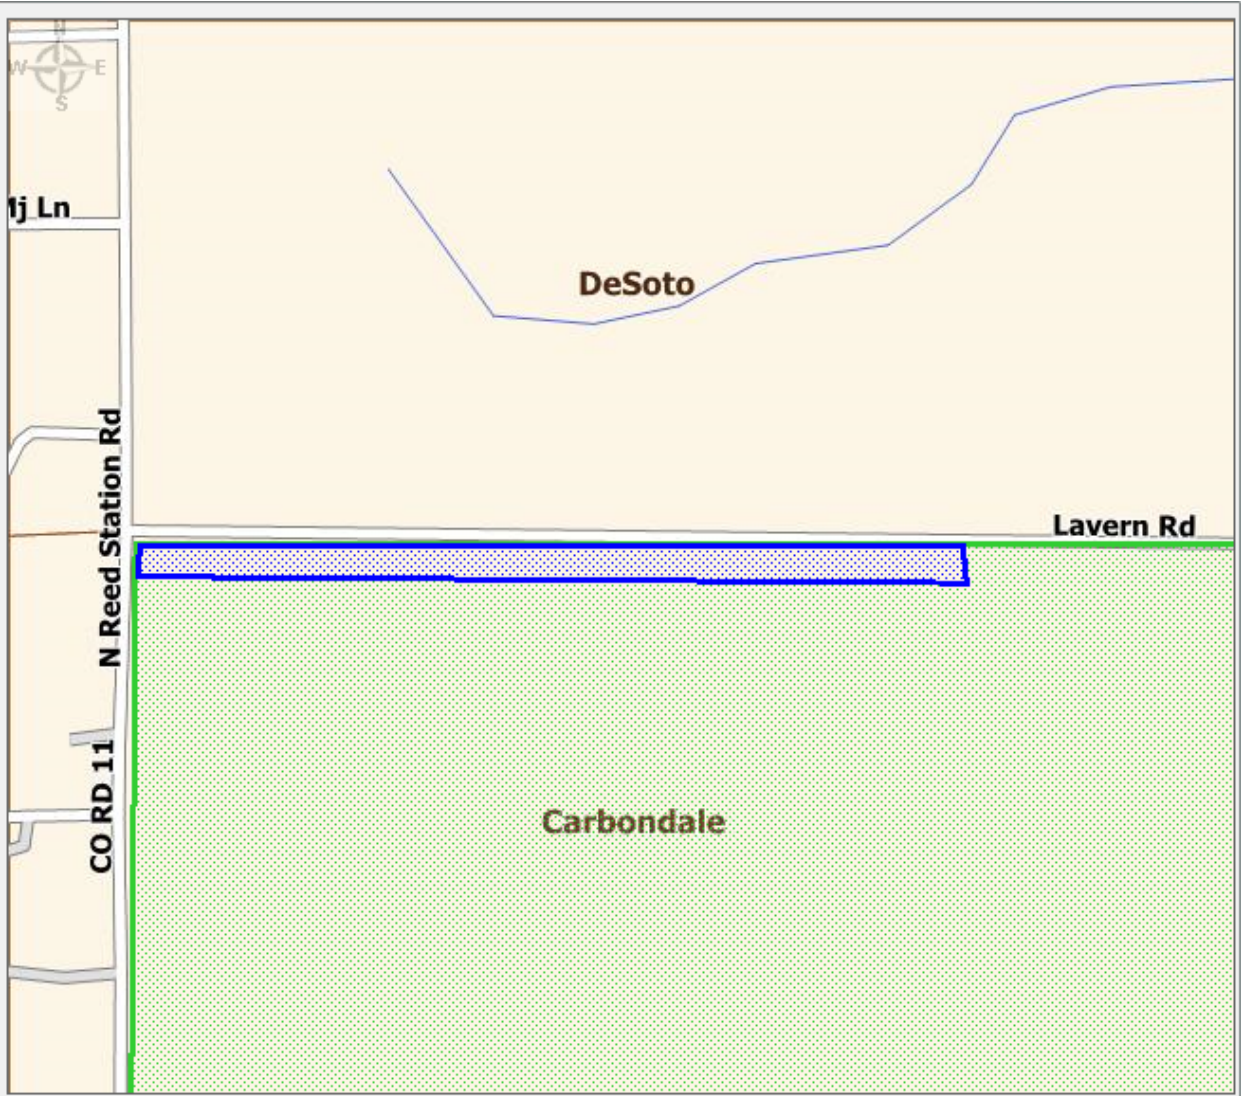 N
W E
S
Mj Ln
DeSoto
N Reed Station Rd
Lavern Rd
CO RD 11
Carbondale